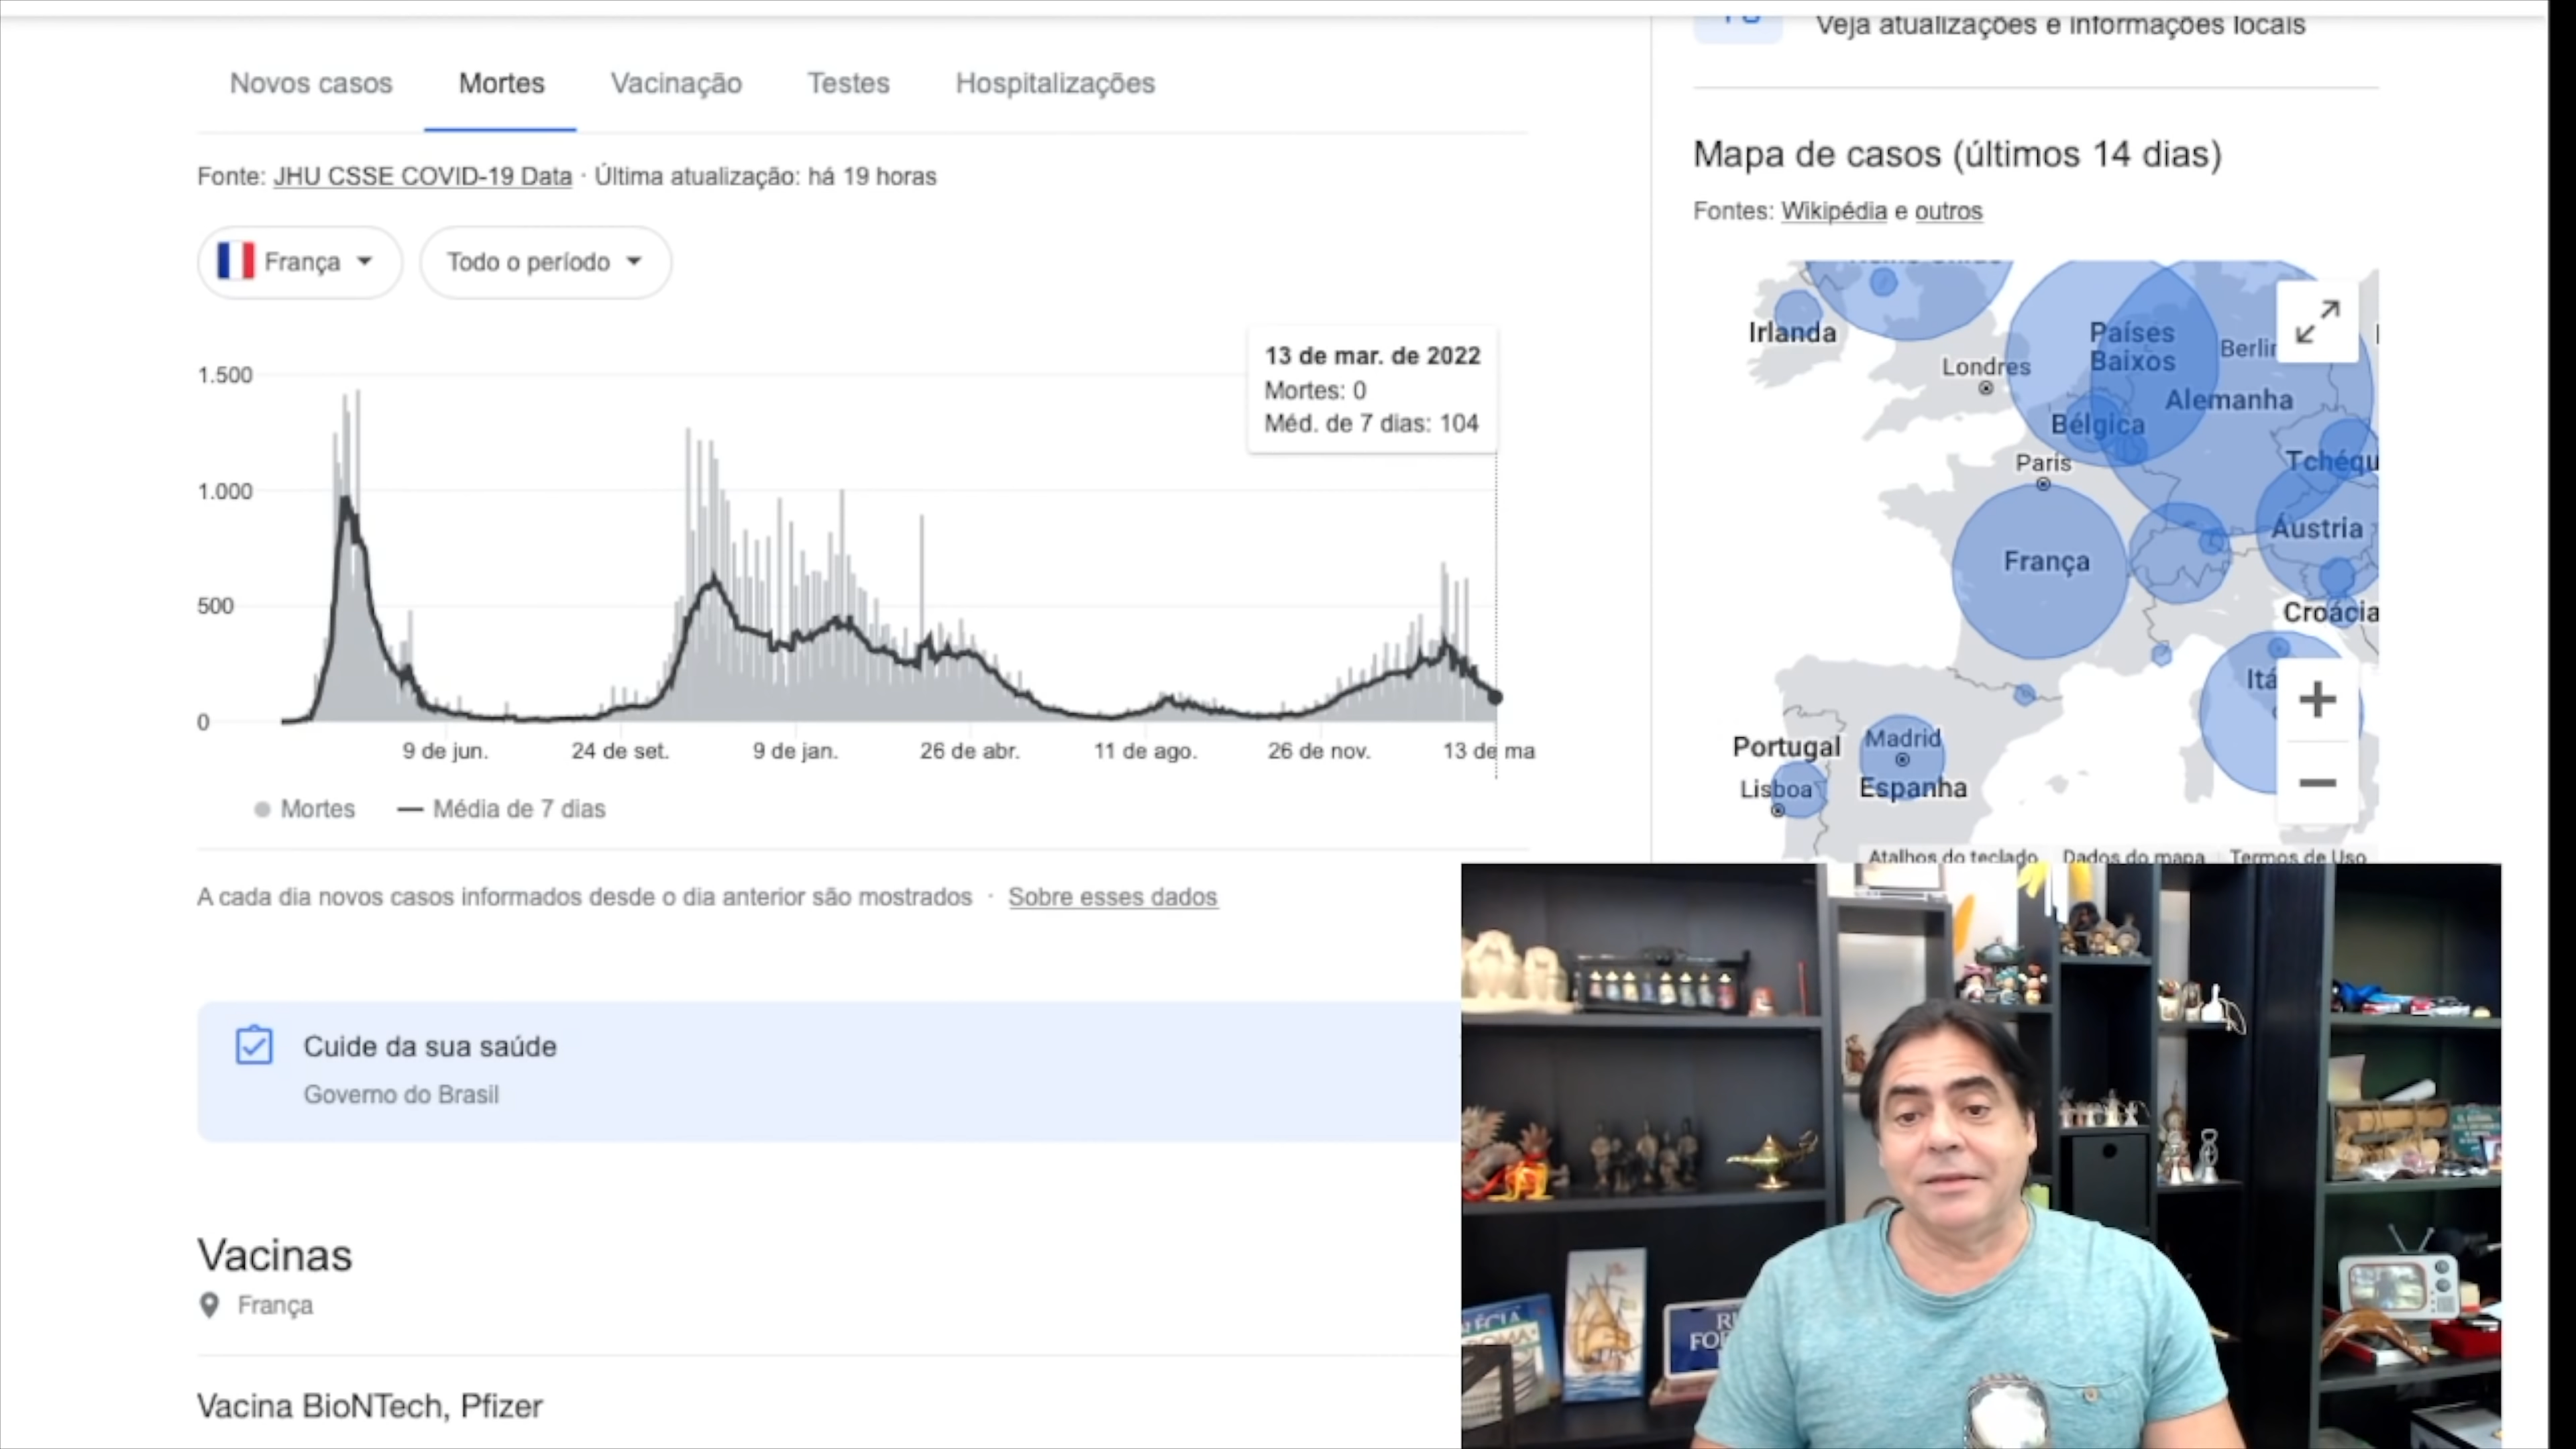 Veja atualizações e informações locais
Novos casos
Mortes
Vacinação
Testes
Hospitalizações
Fonte: JHU CSSE COVID-19 Data · Última atualização: há 19 horas
França
Todo o período
13 de mar. de 2022
Mortes: 0
Méd. de 7 dias: 104
1.500
1.000
500
0
9 de jun.
24 de set.
9 de jan.
26 de abr.
11 de ago.
26 de nov.
13 de ma
Mortes
Média de 7 dias
A cada dia novos casos informados desde o dia anterior são mostrados · Sobre esses dados
Cuide da sua saúde
Governo do Brasil
Vacinas
França
Vacina BioNTech, Pfizer
Mapa de casos (últimos 14 dias)
Fontes: Wikipédia e outros
Irlanda
Londres
Países
Baixos
Berlin
Alemanha
Bélgica
Paris
Tchéqu
Áustria
França
Croácia
Itá
Portugal
Madrid
Lisboa
Espanha
Atalhos do teclado
Dados do mapa
Termos de Uso